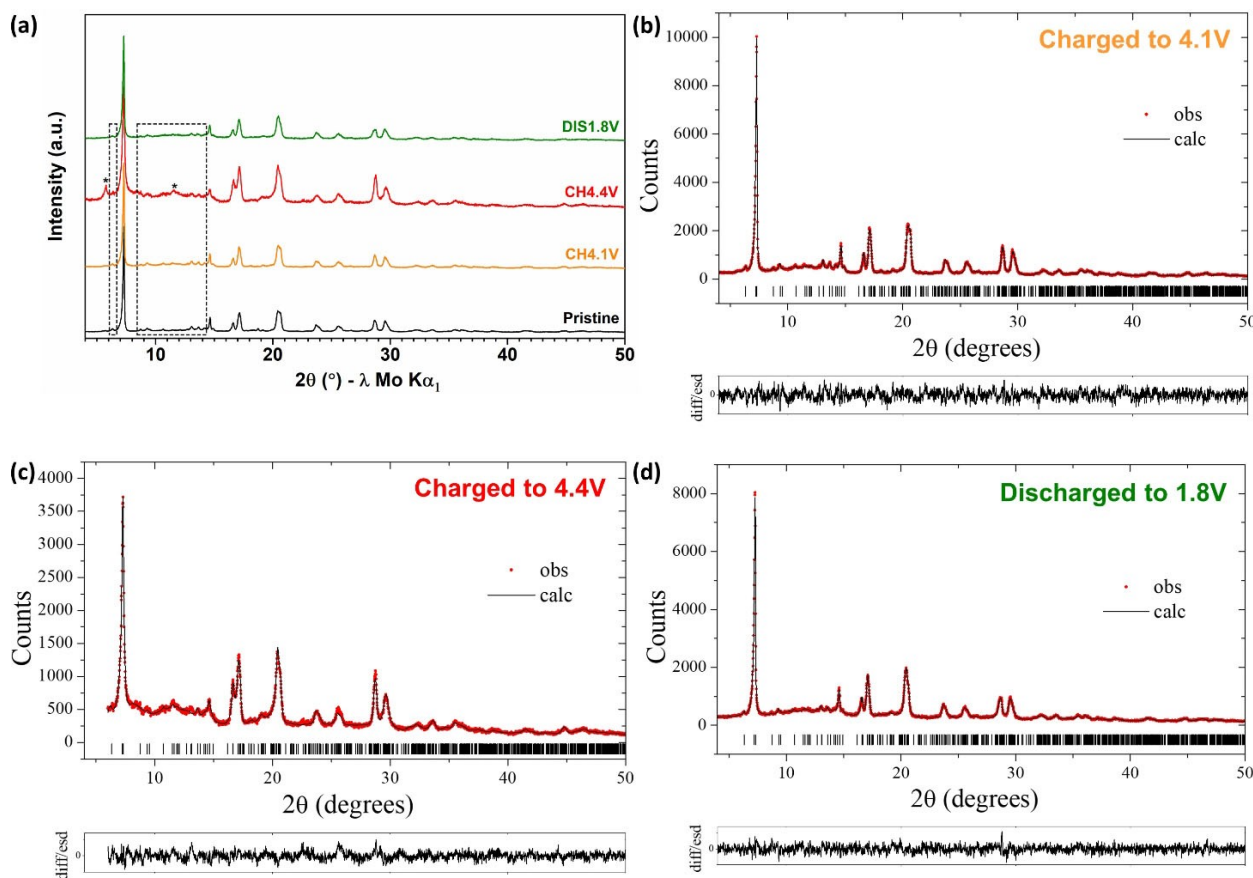 (a)
Intensity (a.u.)
DIS1.8V
*
*
CH4.4V
CH4.1V
Pristine
10 20 30 40 50
2θ (°) - λ Mo Kα1
(b)
Charged to 4.1V
Counts
10000
8000
6000
4000
2000
0
obs
calc
10 20 30 40 50
2θ (degrees)
diff/esd
0
(c)
Charged to 4.4V
Counts
4000
3500
3000
2500
2000
1500
1000
500
0
obs
calc
10 20 30 40 50
2θ (degrees)
diff/esd
0
(d)
Discharged to 1.8V
Counts
8000
6000
4000
2000
0
obs
calc
10 20 30 40 50
2θ (degrees)
diff/esd
0